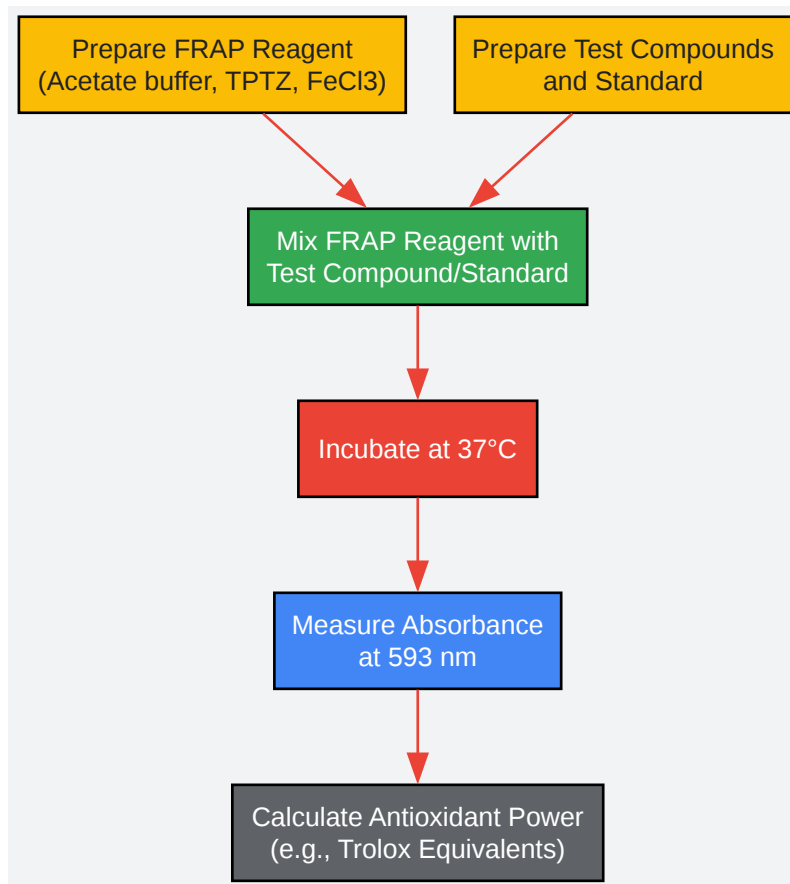 Prepare FRAP Reagent
(Acetate buffer, TPTZ, FeCl3)
Prepare Test Compounds
and Standard
Mix FRAP Reagent with
Test Compound/Standard
Incubate at 37°C
Measure Absorbance
at 593 nm
Calculate Antioxidant Power
(e.g., Trolox Equivalents)